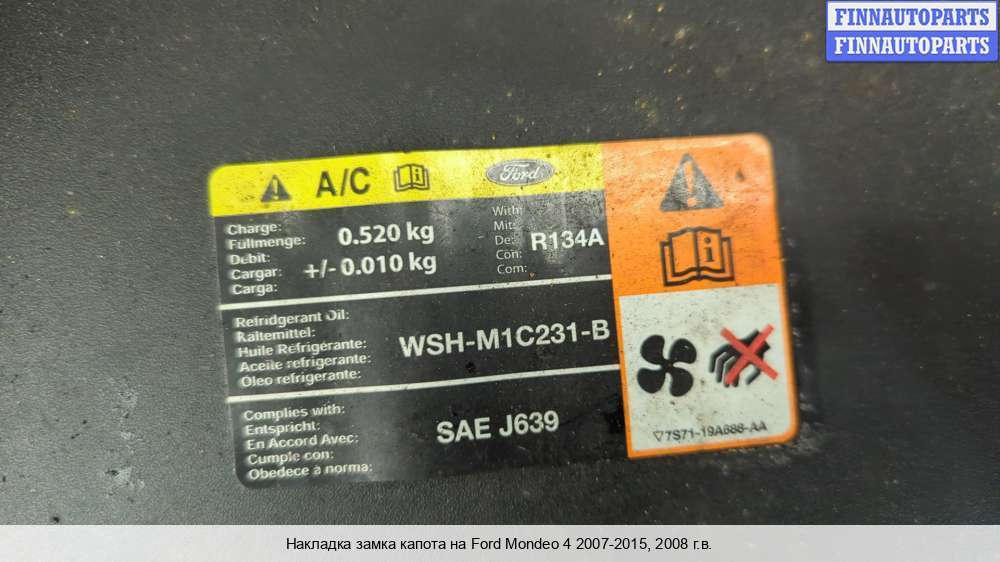 FINNAUTOPARTS
FINNAUTOPARTS
A/C
Ford
Charge:
Fullmenge:
Debit:
Cargar:
Carga:
0.520 kg
+/- 0.010 kg
With:
Mit:
De:
Con:
Com:
R134A
Refridgerant Oil:
Kaltemittel:
Huile Refrigerante:
Aceite refrigerante:
Oleo refrigerante:
WSH-M1C231-B
Complies with:
Entspricht:
En Accord Avec:
Cumple con:
Obedece a norma:
SAE J639
7S71-19A688-AA
Накладка замка капота на Ford Mondeo 4 2007-2015, 2008 г.в.